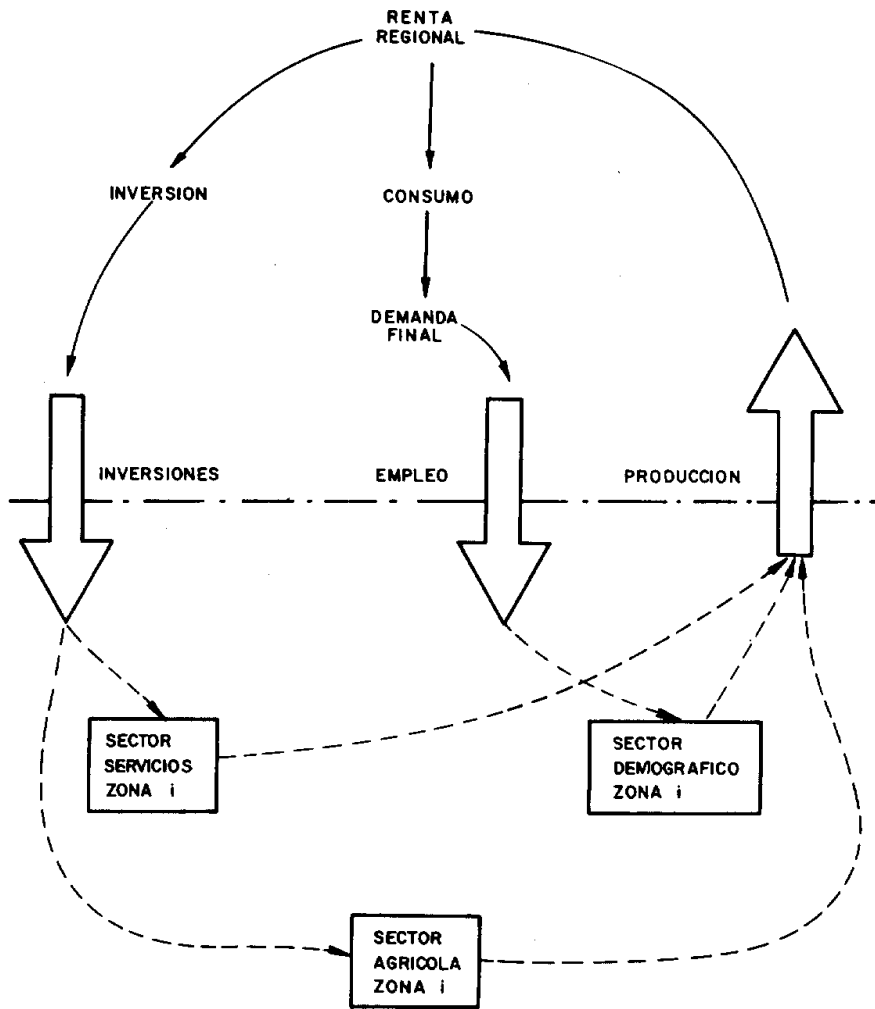 RENTA
REGIONAL
INVERSION
CONSUMO
DEMANDA
FINAL
INVERSIONES
EMPLEO
PRODUCCION
SECTOR
SERVICIOS
ZONA i
SECTOR
DEMOGRAFICO
ZONA i
SECTOR
AGRICOLA
ZONA i